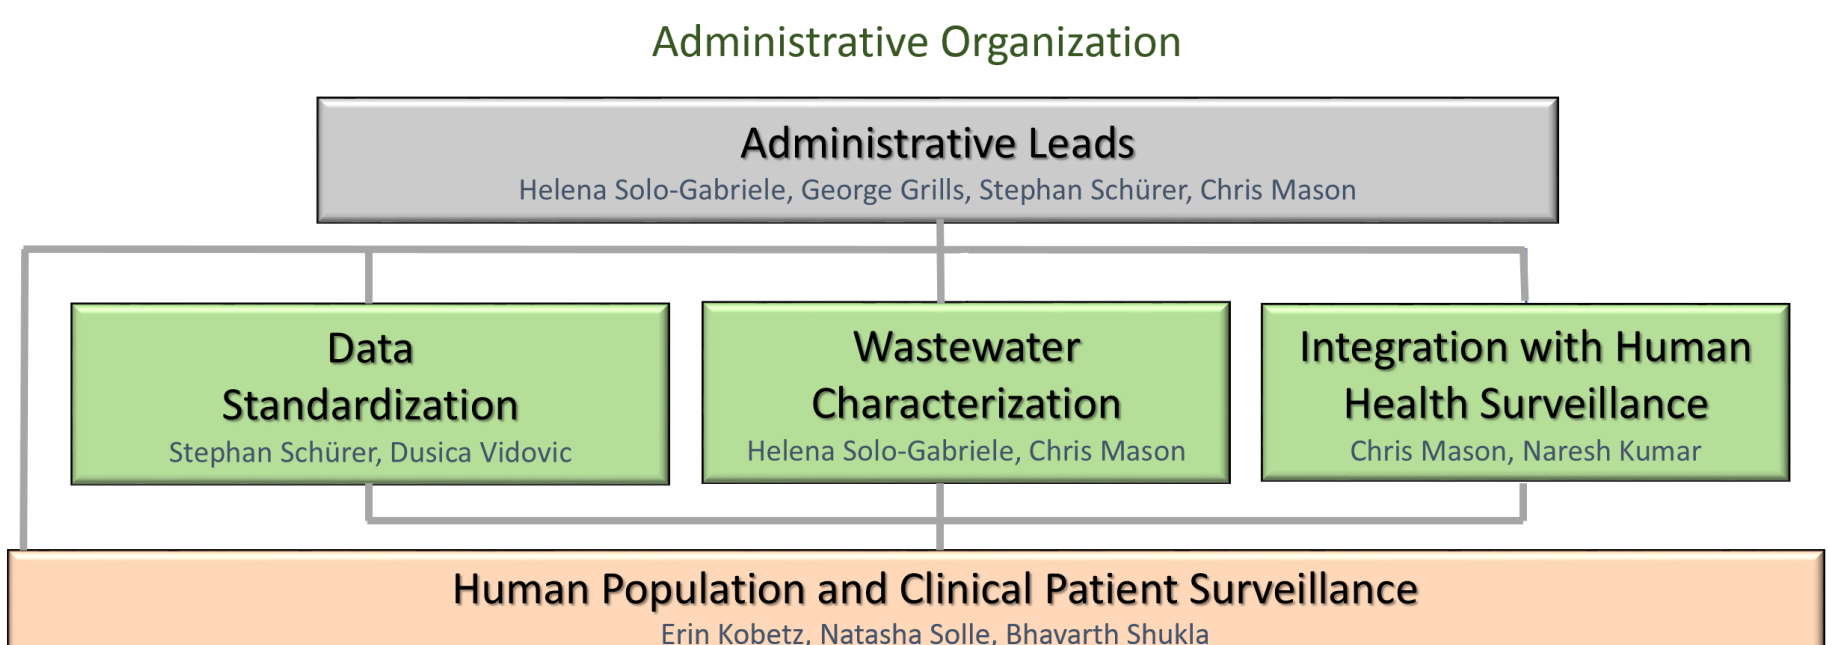 Administrative Organization
Administrative Leads
Helena Solo-Gabriele, George Grills, Stephan Schürer, Chris Mason
Data
Standardization
Stephan Schürer, Dusica Vidovic
Wastewater
Characterization
Helena Solo-Gabriele, Chris Mason
Integration with Human
Health Surveillance
Chris Mason, Naresh Kumar
Human Population and Clinical Patient Surveillance
Erin Kobetz, Natasha Solle, Bhavarth Shukla